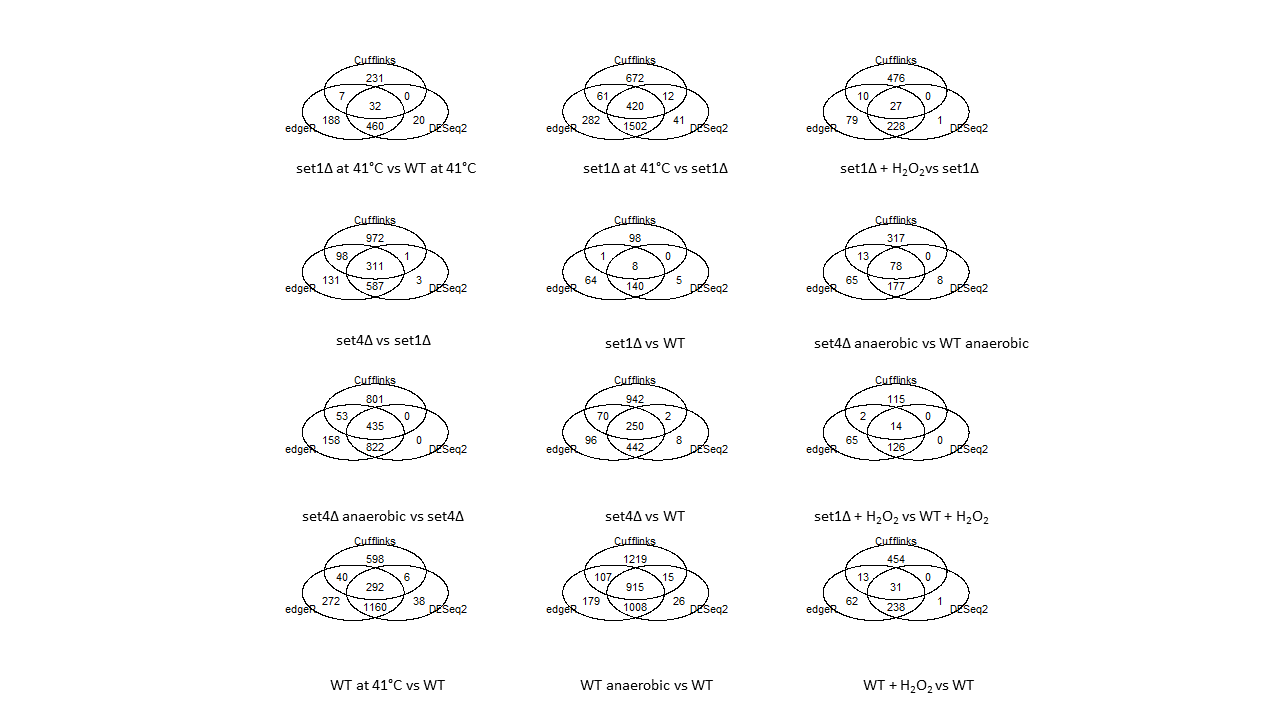 Cufflinks Cufflinks Cufflinks
231 672 476
7 0 61 12 10 0
32 420 27
188 20 282 41 79 1
edgeR 460 DESeq2 edgeR 1502 DESeq2 edgeR 228 DESeq2
set1Δ at 41°C vs WT at 41°C set1Δ at 41°C vs set1Δ set1Δ + H₂O₂vs set1Δ
Cufflinks Cufflinks Cufflinks
972 98 317
98 1 1 0 13 0
311 8 78
131 3 64 5 65 8
edgeR 587 DESeq2 edgeR 140 DESeq2 edgeR 177 DESeq2
set4Δ vs set1Δ set1Δ vs WT set4Δ anaerobic vs WT anaerobic
Cufflinks Cufflinks Cufflinks
801 942 115
53 0 70 2 2 0
435 250 14
158 0 96 8 65 0
edgeR 822 DESeq2 edgeR 442 DESeq2 edgeR 126 DESeq2
set4Δ anaerobic vs set4Δ set4Δ vs WT set1Δ + H₂O₂ vs WT + H₂O₂
Cufflinks Cufflinks Cufflinks
598 1219 454
40 6 107 15 13 0
292 915 31
272 38 179 26 62 1
edgeR 1160 DESeq2 edgeR 1008 DESeq2 edgeR 238 DESeq2
WT at 41°C vs WT WT anaerobic vs WT WT + H₂O₂ vs WT